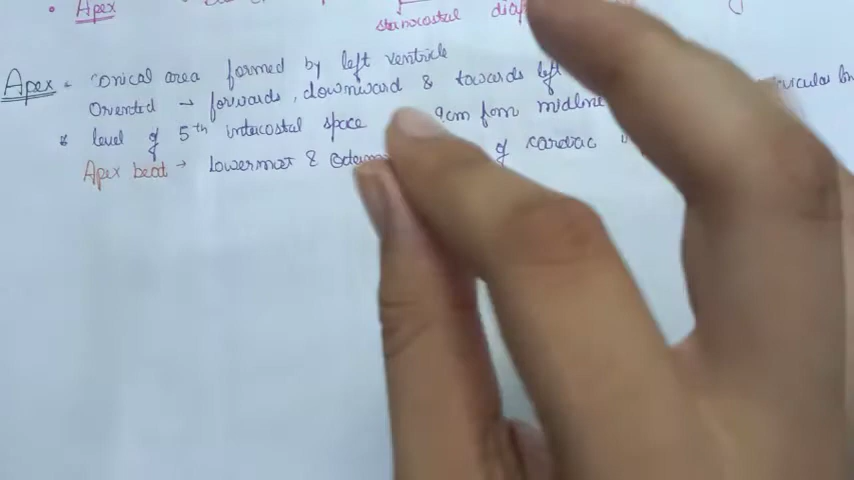 • Apex
stanocostal
Apex - conical area formed by left ventricle
Oriented → forwards, downward & towards left
* level of 5th intercostal space 9cm from midline
Apex beat → Lowermost & of cardiac